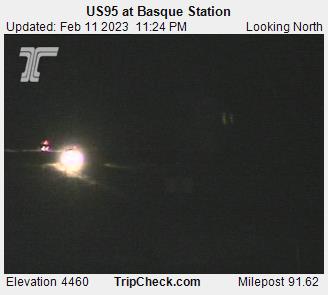 US95 at Basque Station
Updated: Feb 11 2023 11:24 PM Looking North
Elevation 4460 TripCheck.com Milepost 91.62